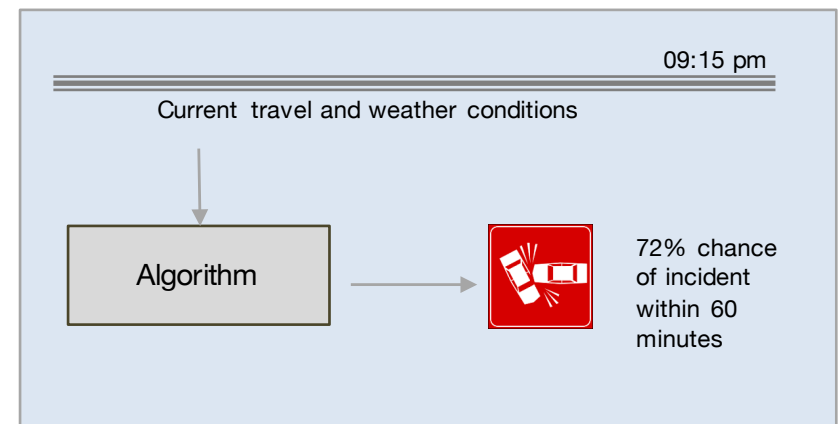 09:15 pm
Current travel and weather conditions
Algorithm
72% chance
of incident
within 60
minutes